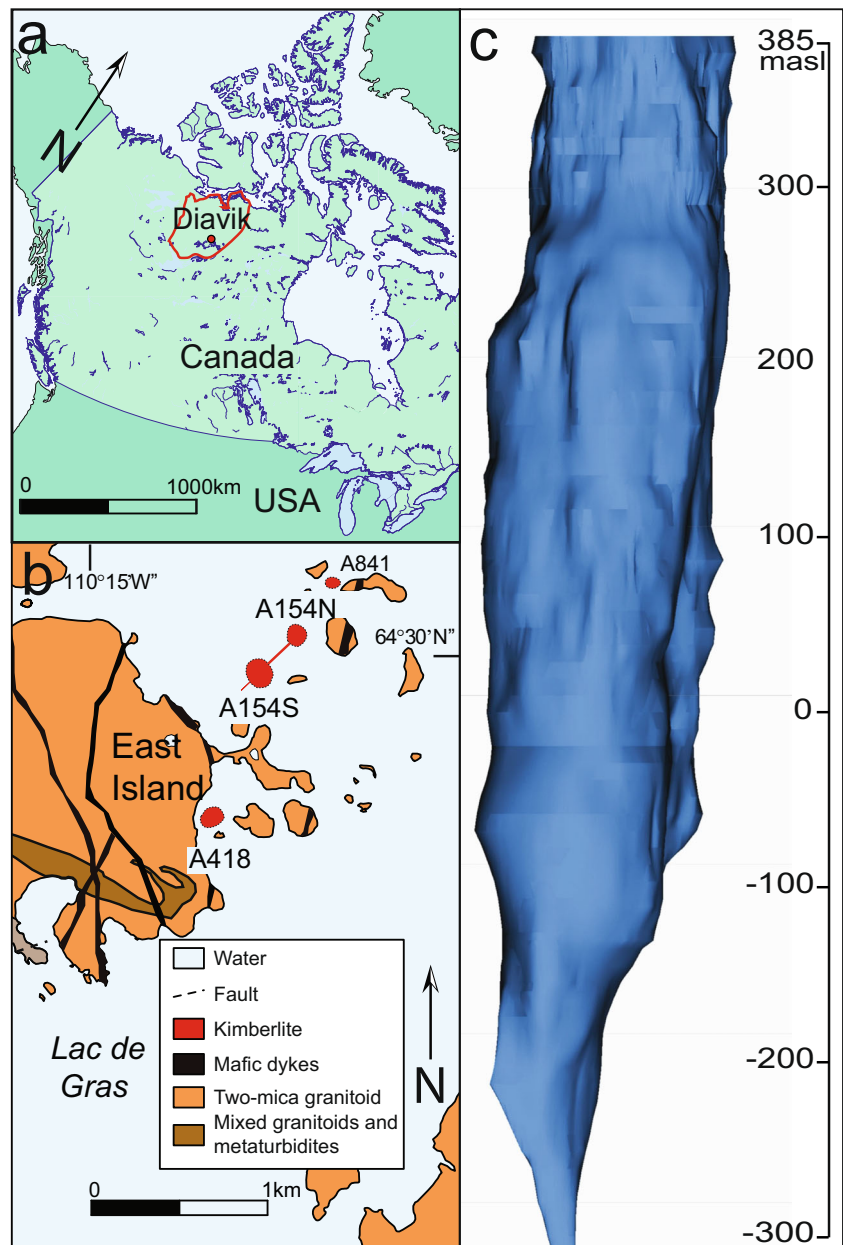 a
N
Diavik
Canada
0 1000km
USA
b
110°15'W"
A841
A154N
64°30'N"
A154S
East
Island
A418
Water
Fault
Kimberlite
Mafic dykes
Two-mica granitoid
Mixed granitoids and
metaturbidites
Lac de
Gras
N
0 1km
c
385
masl
300
200
100
0
-100
-200
-300